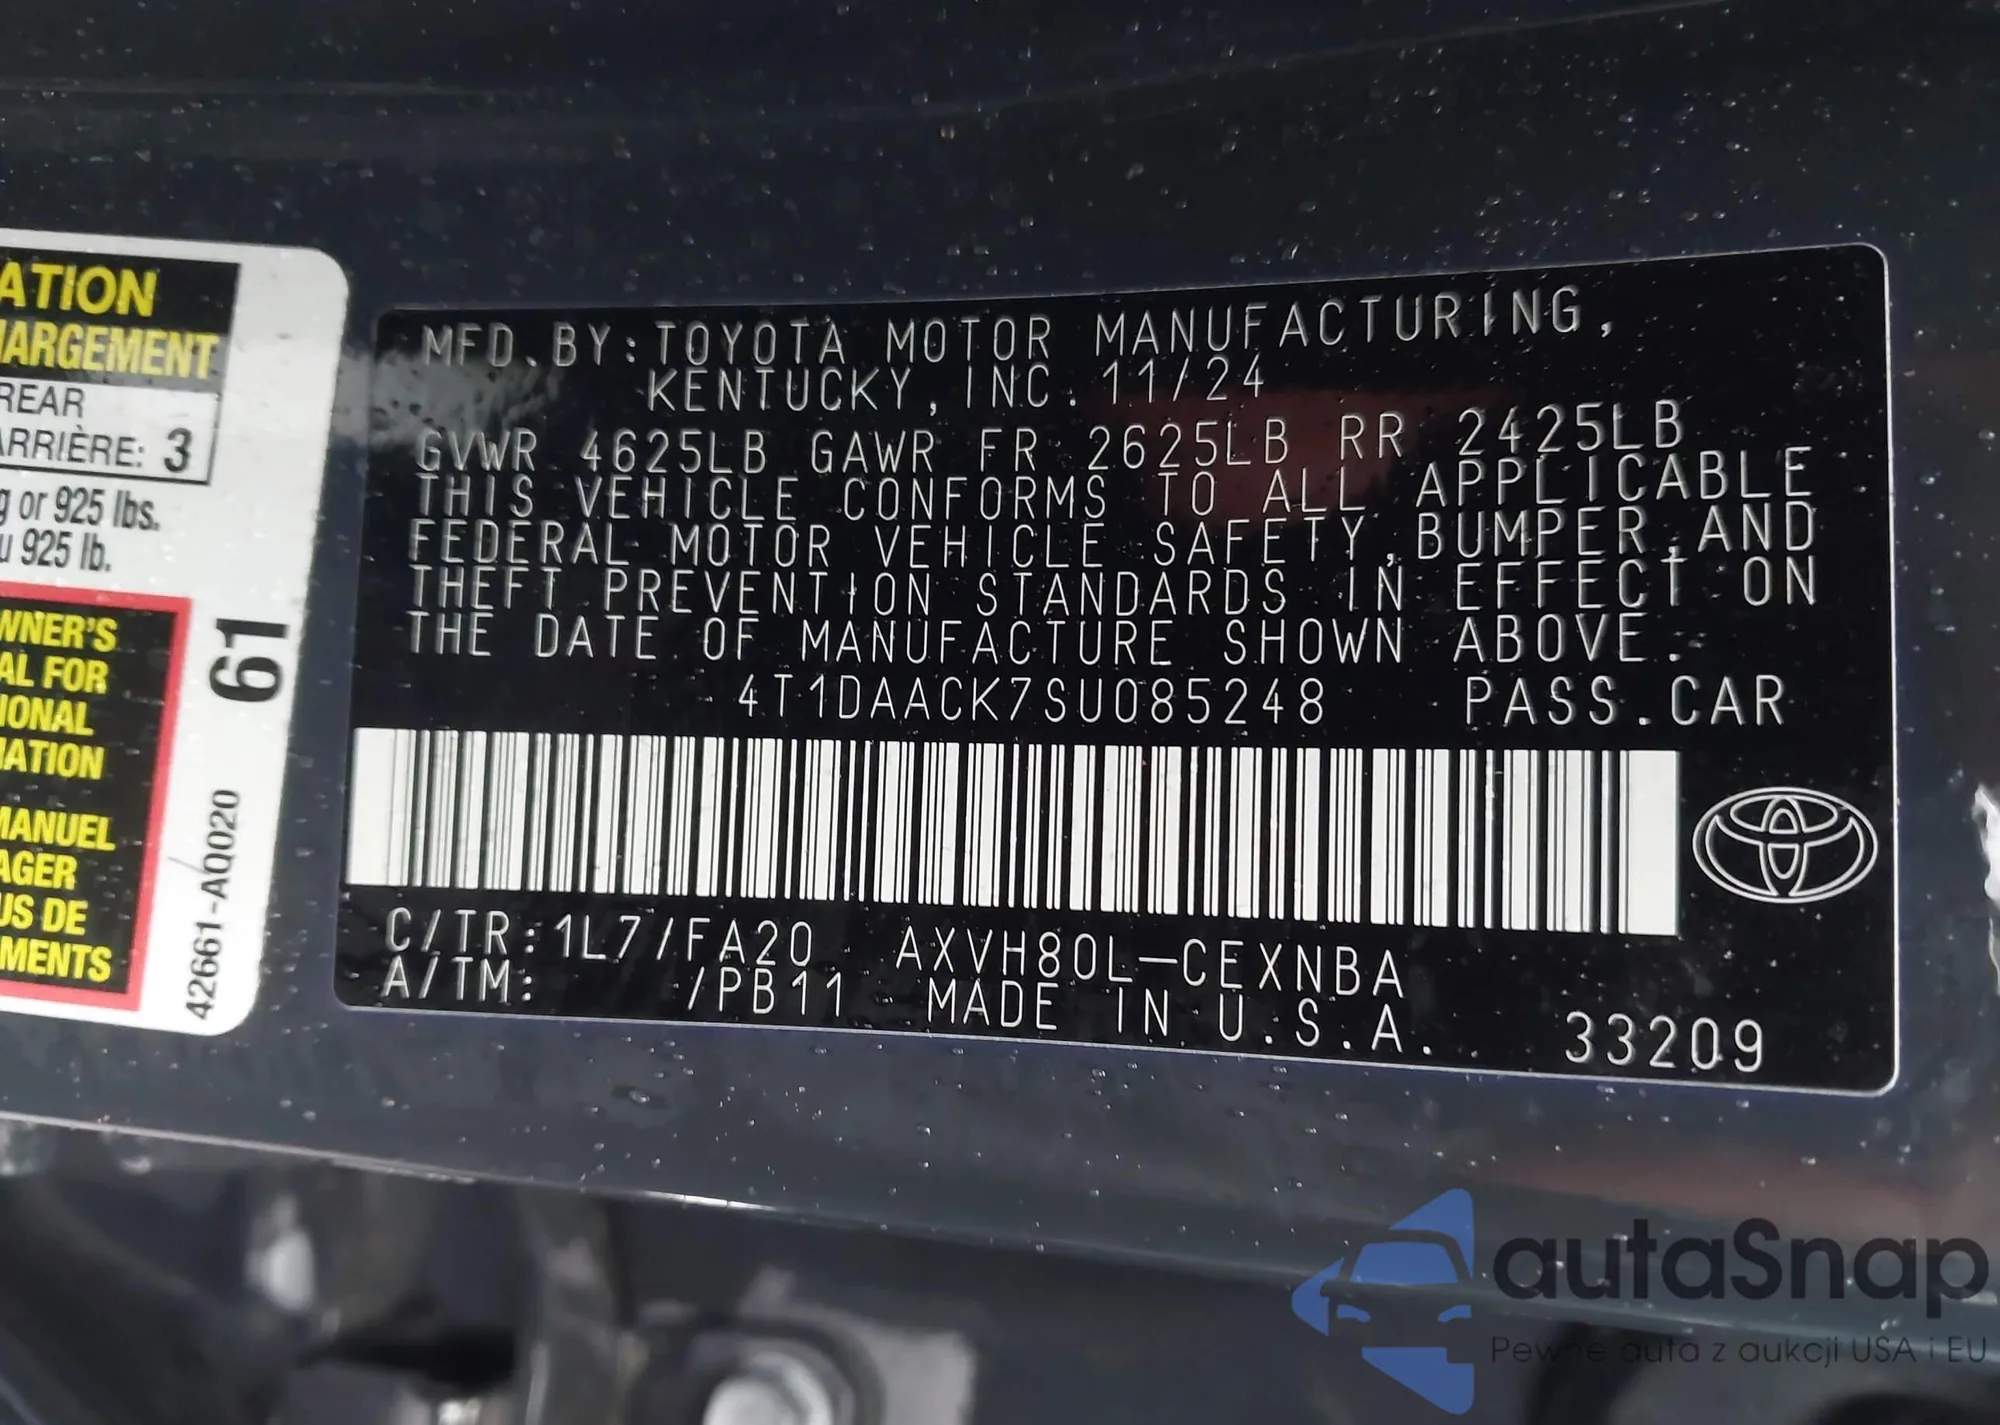 ATION
HARGEMENT
REAR
ARRIÈRE: 3
g or 925 lbs.
u 925 lb.
WNER'S
AL FOR
IONAL
MATION
MANUEL
AGER
US DE
MENTS
61
42661-AQ020
MFD.BY:TOYOTA MOTOR MANUFACTURING,
KENTUCKY,INC. 11/24
GVWR 4625LB GAWR FR 2625LB RR 2425LB
THIS VEHICLE CONFORMS TO ALL APPLICABLE
FEDERAL MOTOR VEHICLE SAFETY,BUMPER,AND
THEFT PREVENTION STANDARDS IN EFFECT ON
THE DATE OF MANUFACTURE SHOWN ABOVE.
4T1DAACK7SU085248 PASS.CAR
C/TR:1L7/FA20 AXVH80L-CEXNBA
A/TM: /PB11 MADE IN U.S.A. 33209
autaSnap
Pewne auta z aukcji USA i EU